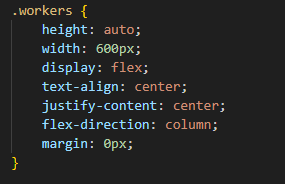 .workers {
    height: auto;
    width: 600px;
    display: flex;
    text-align: center;
    justify-content: center;
    flex-direction: column;
    margin: 0px;
}